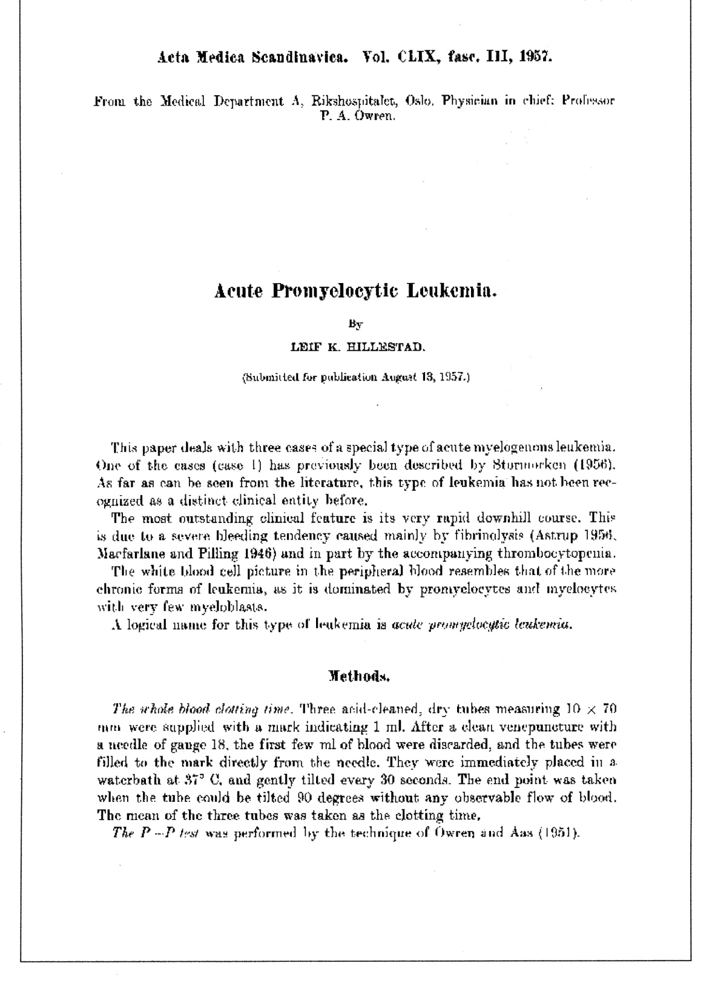 Acta Medica Scandinavica. Vol. CLIX, fasc. III, 1957.
From the Medical Department A, Rikshospitalet, Oslo. Physician in chief: Professor
P. A. Owren.
Acute Promyelocytic Leukemia.
By
LEIF K. HILLESTAD.
(Submitted for publication August 13, 1957.)
This paper deals with three cases of a special type of acute myelogenous leukemia.
One of the cases (case 1) has previously been described by Stormorken (1956).
As far as can be seen from the literature, this type of leukemia has not been rec-
ognized as a distinct clinical entity before.
The most outstanding clinical feature is its very rapid downhill course. This
is due to a severe bleeding tendency caused mainly by fibrinolysis (Astrup 1956,
Macfarlane and Pilling 1946) and in part by the accompanying thrombocytopenia.
The white blood cell picture in the peripheral blood resembles that of the more
chronic forms of leukemia, as it is dominated by promyelocytes and myelocytes
with very few myeloblasts.
A logical name for this type of leukemia is acute promyelocytic leukemia.
Methods.
The whole blood clotting time. Three acid-cleaned, dry tubes measuring 10 × 70
mm were supplied with a mark indicating 1 ml. After a clean venepuncture with
a needle of gauge 18, the first few ml of blood were discarded, and the tubes were
filled to the mark directly from the needle. They were immediately placed in a
waterbath at 37° C, and gently tilted every 30 seconds. The end point was taken
when the tube could be tilted 90 degrees without any observable flow of blood.
The mean of the three tubes was taken as the clotting time.
The P—P test was performed by the technique of Owren and Aas (1951).